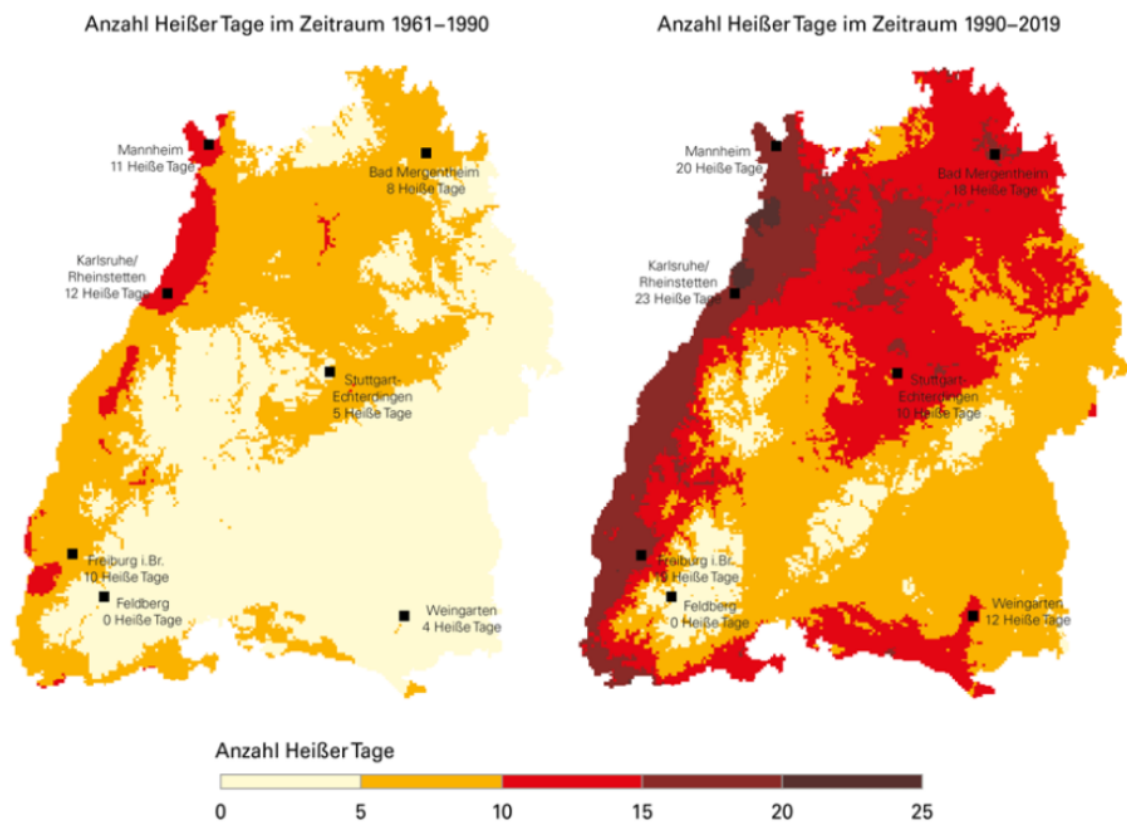 Anzahl Heißer Tage im Zeitraum 1961–1990
Mannheim
11 Heiße Tage
Bad Mergentheim
8 Heiße Tage
Karlsruhe/
Rheinstetten
12 Heiße Tage
Stuttgart-
Echterdingen
5 Heiße Tage
Freiburg i.Br.
10 Heiße Tage
Feldberg
0 Heiße Tage
Weingarten
4 Heiße Tage
Anzahl Heißer Tage im Zeitraum 1990–2019
Mannheim
20 Heiße Tage
Bad Mergentheim
18 Heiße Tage
Karlsruhe/
Rheinstetten
23 Heiße Tage
Stuttgart-
Echterdingen
10 Heiße Tage
Freiburg i.Br.
Heiße Tage
Feldberg
0 Heiße Tage
Weingarten
12 Heiße Tage
Anzahl Heißer Tage
0 5 10 15 20 25